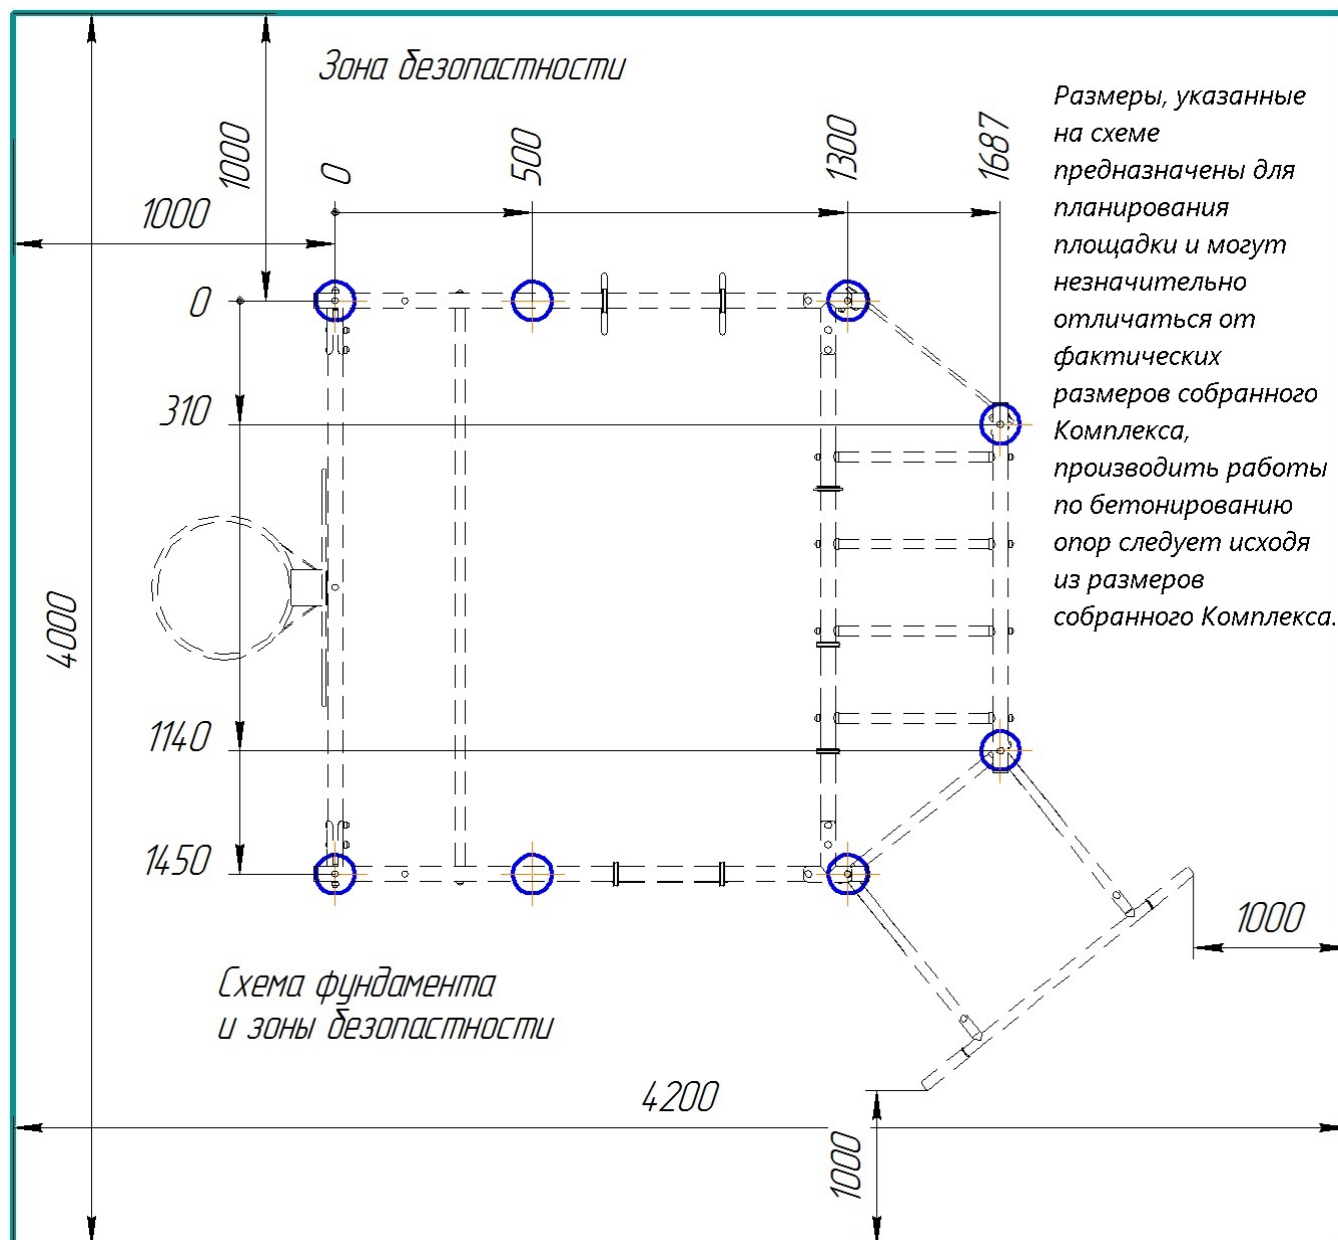 Зона безопастности
Размеры, указанные
на схеме
предназначены для
планирования
площадки и могут
незначительно
отличаться от
фактических
размеров собранного
Комплекса,
производить работы
по бетонированию
опор следует исходя
из размеров
собранного Комплекса.
1000
0
500
1300
1687
1000
0
310
4000
1140
1450
1000
Схема фундамента
и зоны безопастности
4200
1000